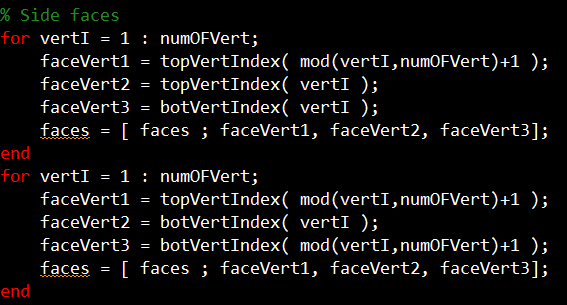 % Side faces
for vertI = 1 : numOFVert;
    faceVert1 = topVertIndex( mod(vertI,numOFVert)+1 );
    faceVert2 = topVertIndex( vertI );
    faceVert3 = botVertIndex( vertI );
    faces = [ faces ; faceVert1, faceVert2, faceVert3];
end
for vertI = 1 : numOFVert;
    faceVert1 = topVertIndex( mod(vertI,numOFVert)+1 );
    faceVert2 = botVertIndex( vertI );
    faceVert3 = botVertIndex( mod(vertI,numOFVert)+1 );
    faces = [ faces ; faceVert1, faceVert2, faceVert3];
end